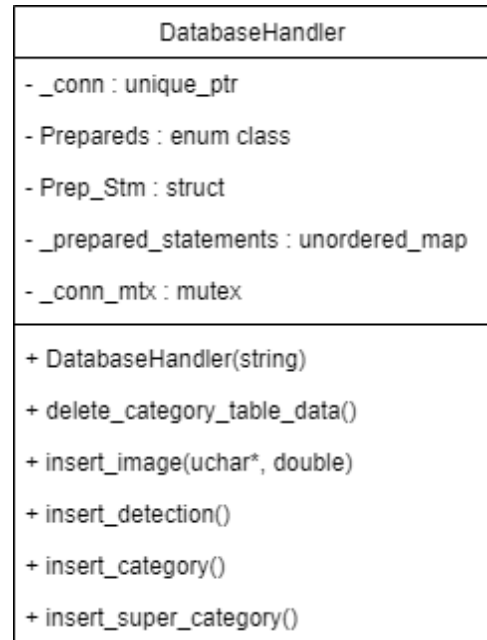 DatabaseHandler
- _conn : unique_ptr
- Prepareds : enum class
- Prep_Stm : struct
- _prepared_statements : unordered_map
- _conn_mtx : mutex
+ DatabaseHandler(string)
+ delete_category_table_data()
+ insert_image(uchar*, double)
+ insert_detection()
+ insert_category()
+ insert_super_category()